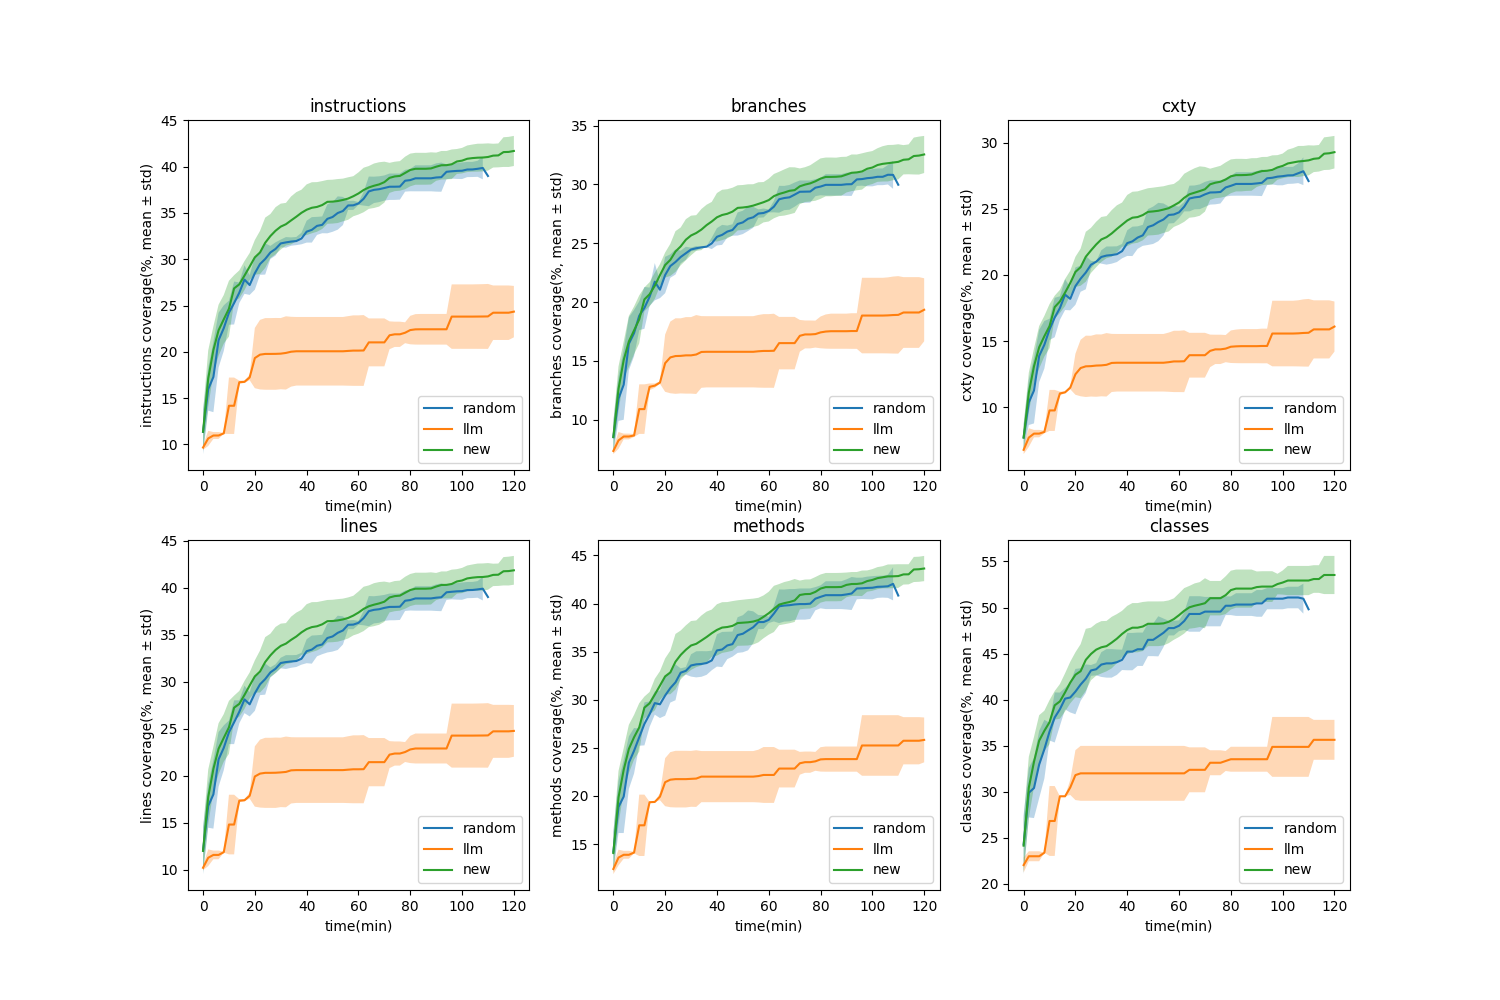 instructions
instructions coverage(%, mean ± std)
45
40
35
30
25
20
15
10
0 20 40 60 80 100 120
time(min)
random
llm
new
branches
branches coverage(%, mean ± std)
35
30
25
20
15
10
0 20 40 60 80 100 120
time(min)
random
llm
new
cxty
cxty coverage(%, mean ± std)
30
25
20
15
10
0 20 40 60 80 100 120
time(min)
random
llm
new
lines
lines coverage(%, mean ± std)
45
40
35
30
25
20
15
10
0 20 40 60 80 100 120
time(min)
random
llm
new
methods
methods coverage(%, mean ± std)
45
40
35
30
25
20
15
0 20 40 60 80 100 120
time(min)
random
llm
new
classes
classes coverage(%, mean ± std)
55
50
45
40
35
30
25
20
0 20 40 60 80 100 120
time(min)
random
llm
new